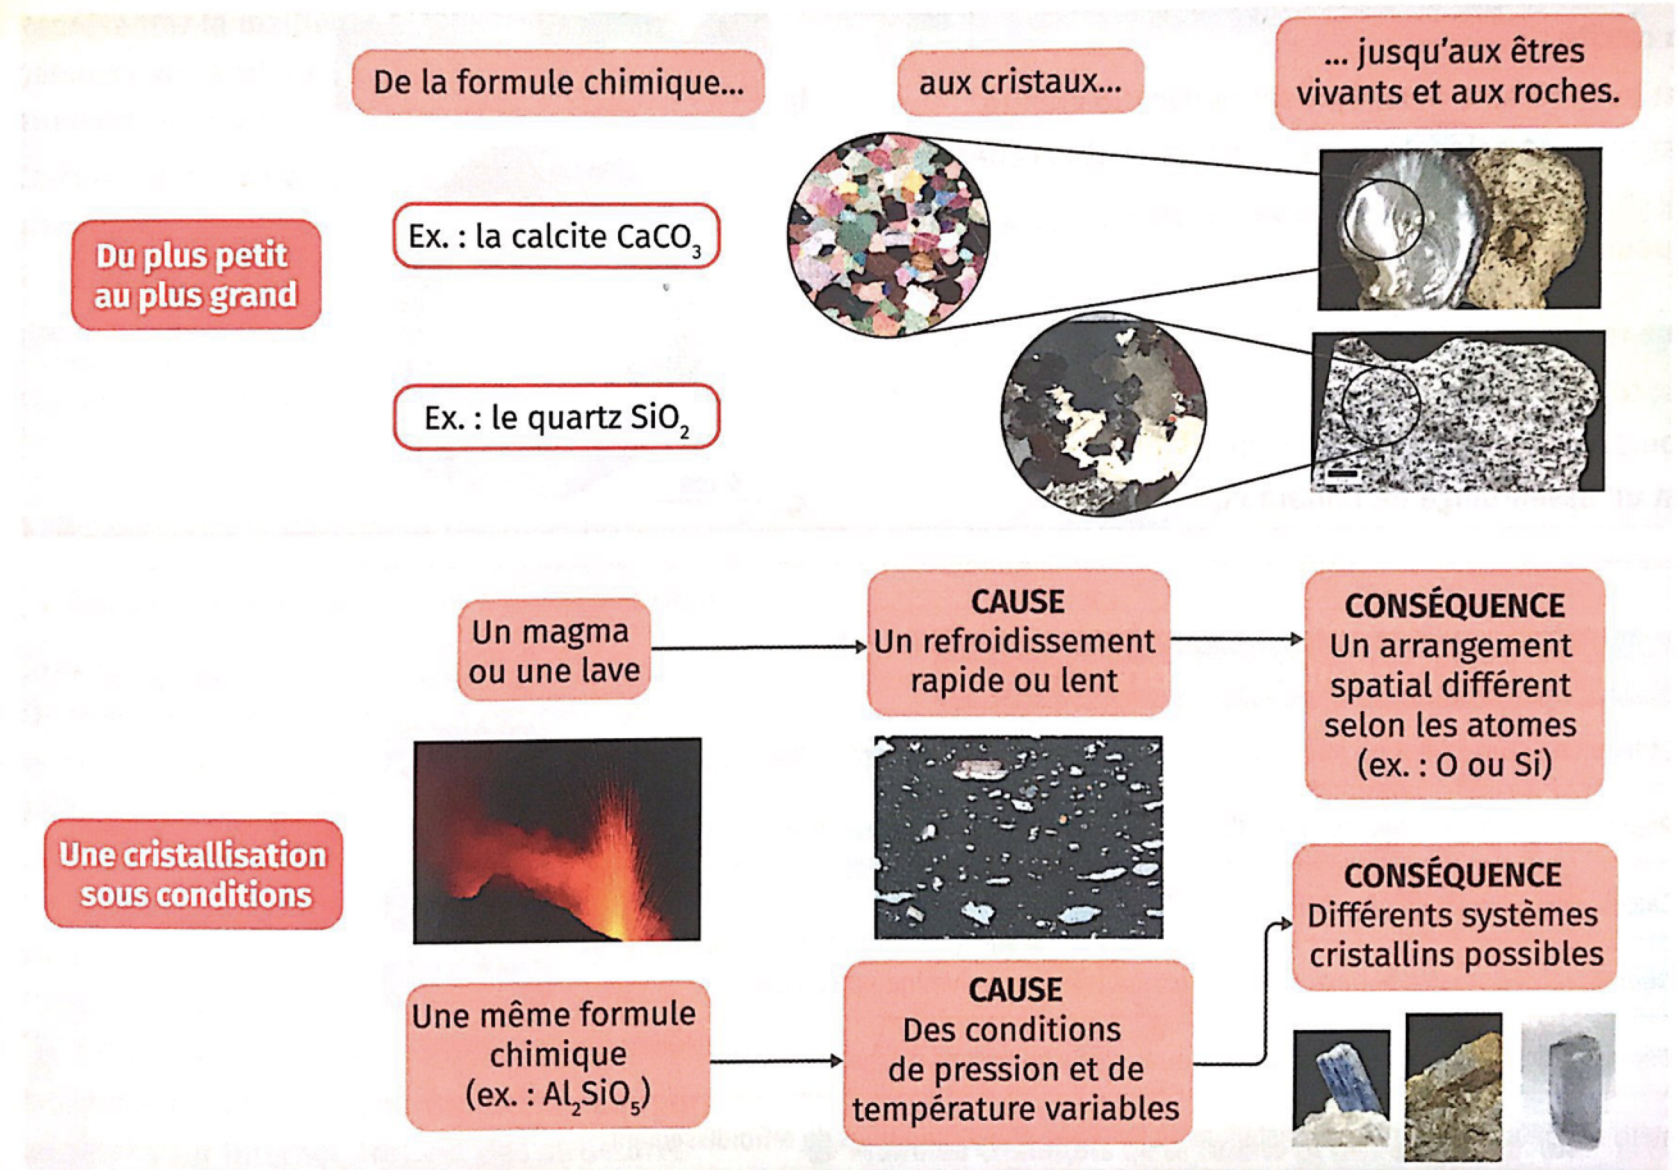 De la formule chimique...
aux cristaux...
... jusqu'aux êtres
vivants et aux roches.
Du plus petit
au plus grand
Ex. : la calcite CaCO₃
Ex. : le quartz SiO₂
Un magma
ou une lave
CAUSE
Un refroidissement
rapide ou lent
CONSÉQUENCE
Un arrangement
spatial différent
selon les atomes
(ex. : O ou Si)
Une cristallisation
sous conditions
Une même formule
chimique
(ex. : Al₂SiO₅)
CAUSE
Des conditions
de pression et de
température variables
CONSÉQUENCE
Différents systèmes
cristallins possibles